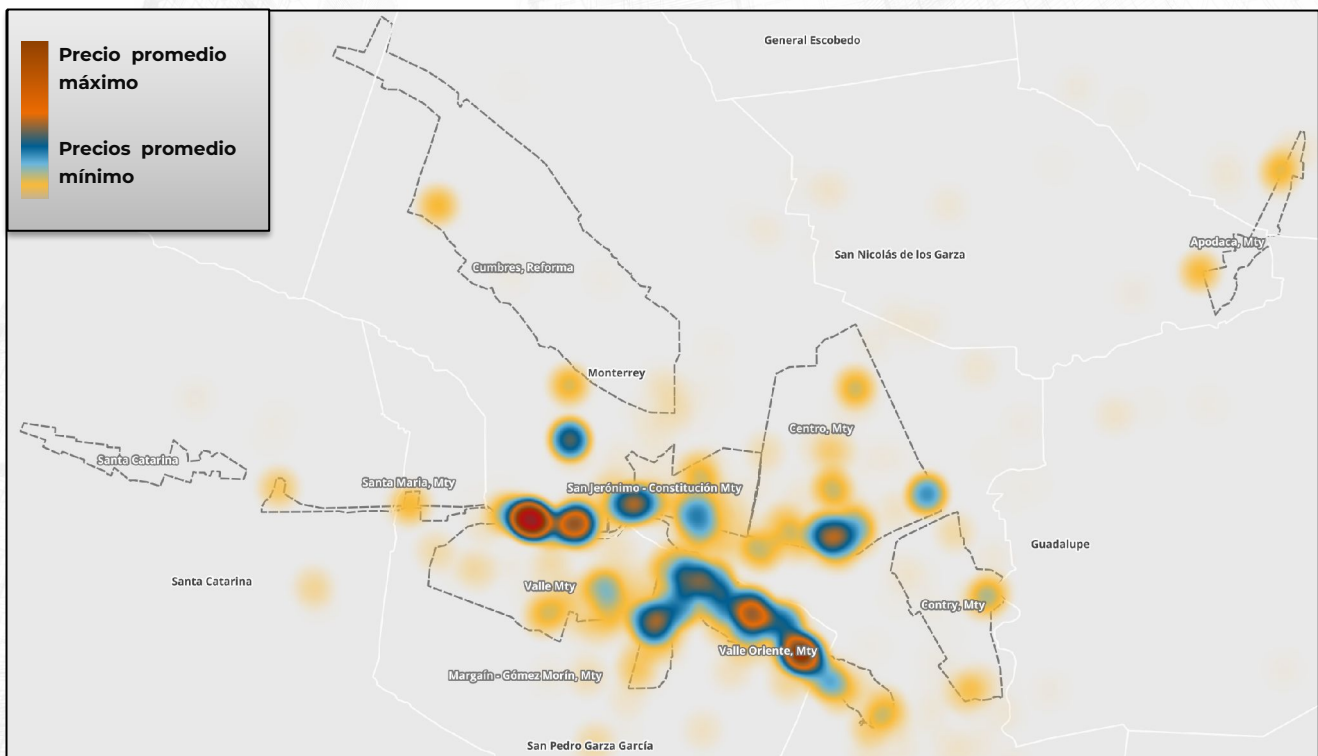 Precio promedio
máximo
Precios promedio
mínimo
General Escobedo
San Nicolás de los Garza
Apodaca, Mty
Cumbres, Reforma
Monterrey
Centro, Mty
Santa Catarina
Santa María, Mty
San Jerónimo - Constitución Mty
Guadalupe
Santa Catarina
Valle Mty
Contry, Mty
Valle Oriente, Mty
Margaín - Gómez Morín, Mty
San Pedro Garza García